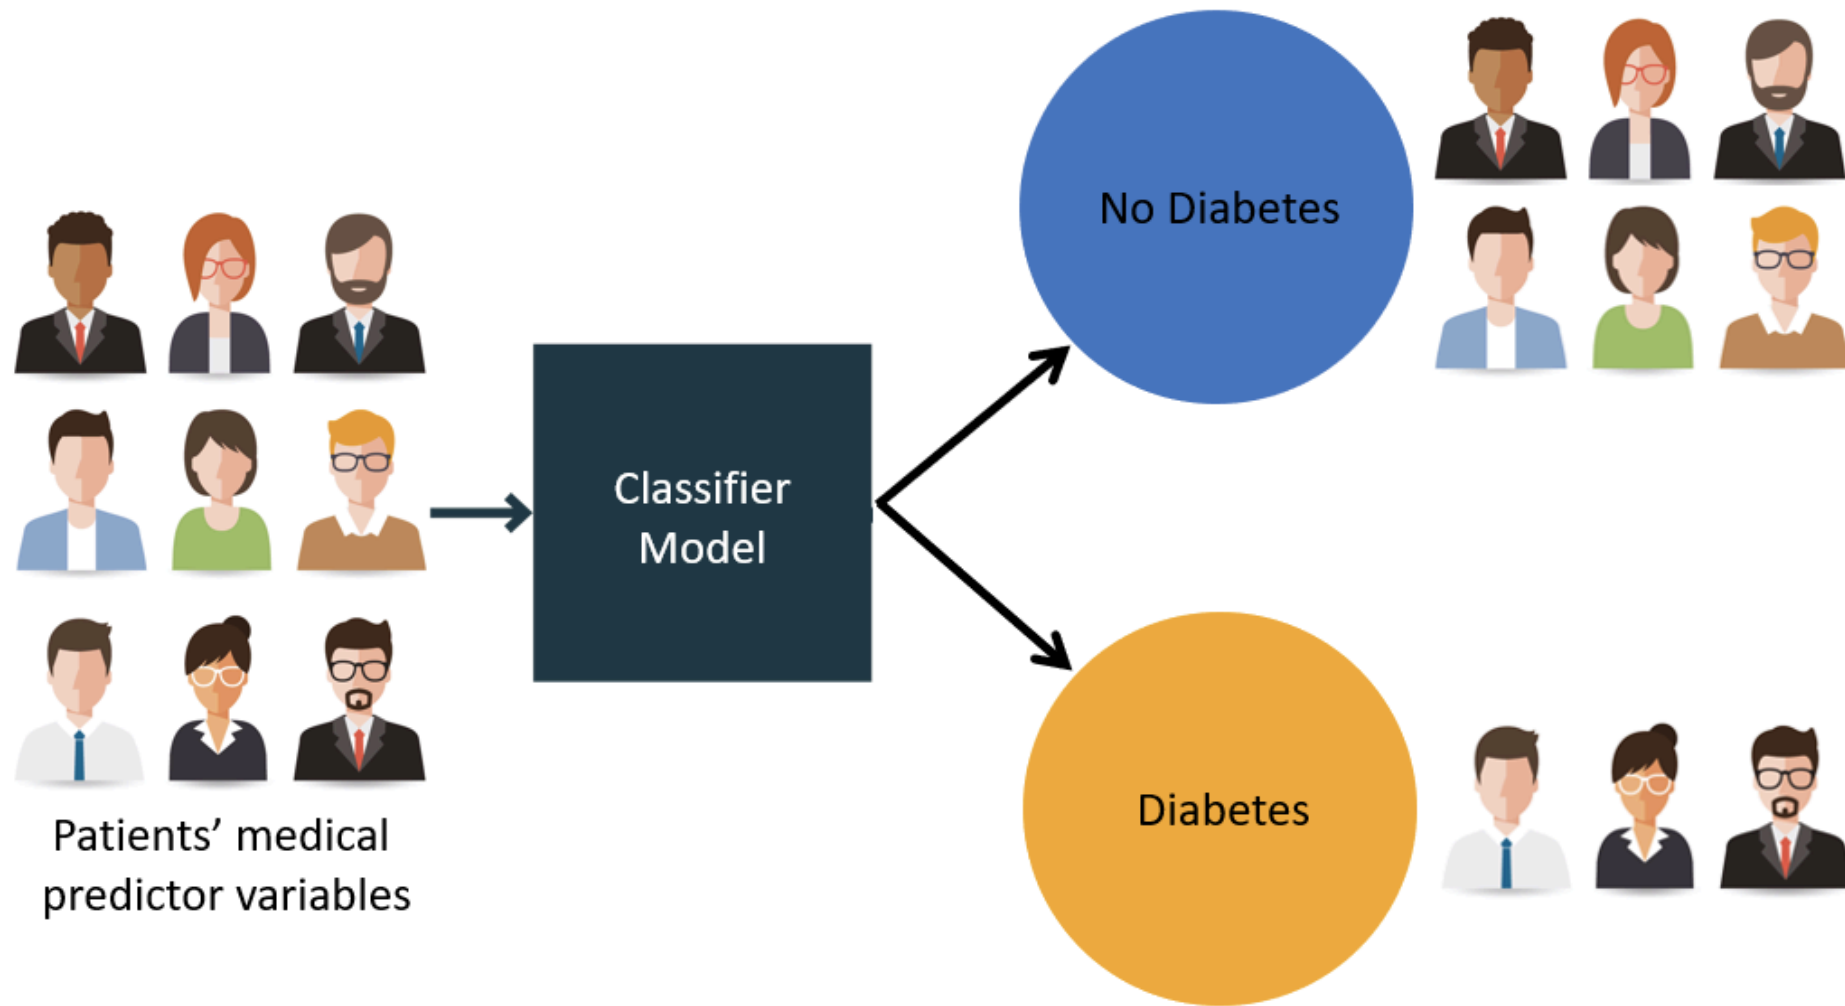 No Diabetes
Classifier
Model
Diabetes
Patients’ medical
predictor variables